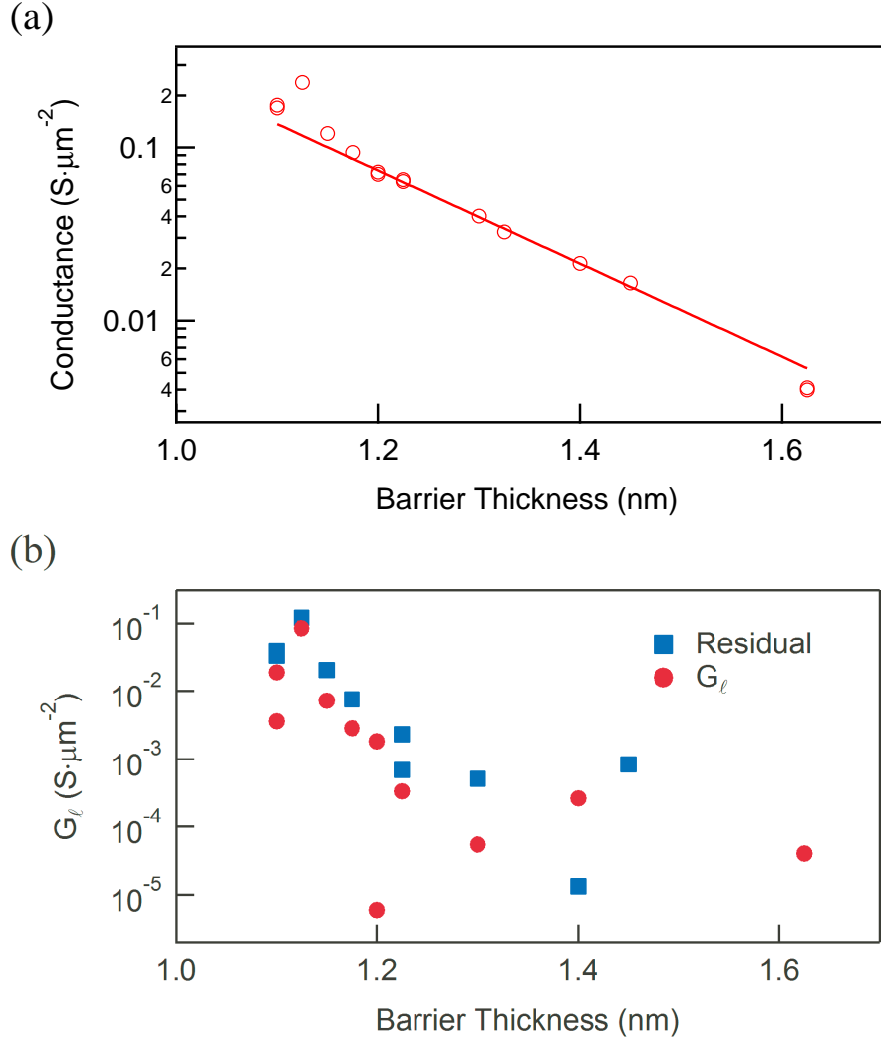 (a)
Conductance (S·μm⁻²)
2
0.1
6
4
2
0.01
6
4
1.0 1.2 1.4 1.6
Barrier Thickness (nm)
(b)
G_ℓ (S·μm⁻²)
10⁻¹
10⁻²
10⁻³
10⁻⁴
10⁻⁵
Residual
G_ℓ
1.0 1.2 1.4 1.6
Barrier Thickness (nm)